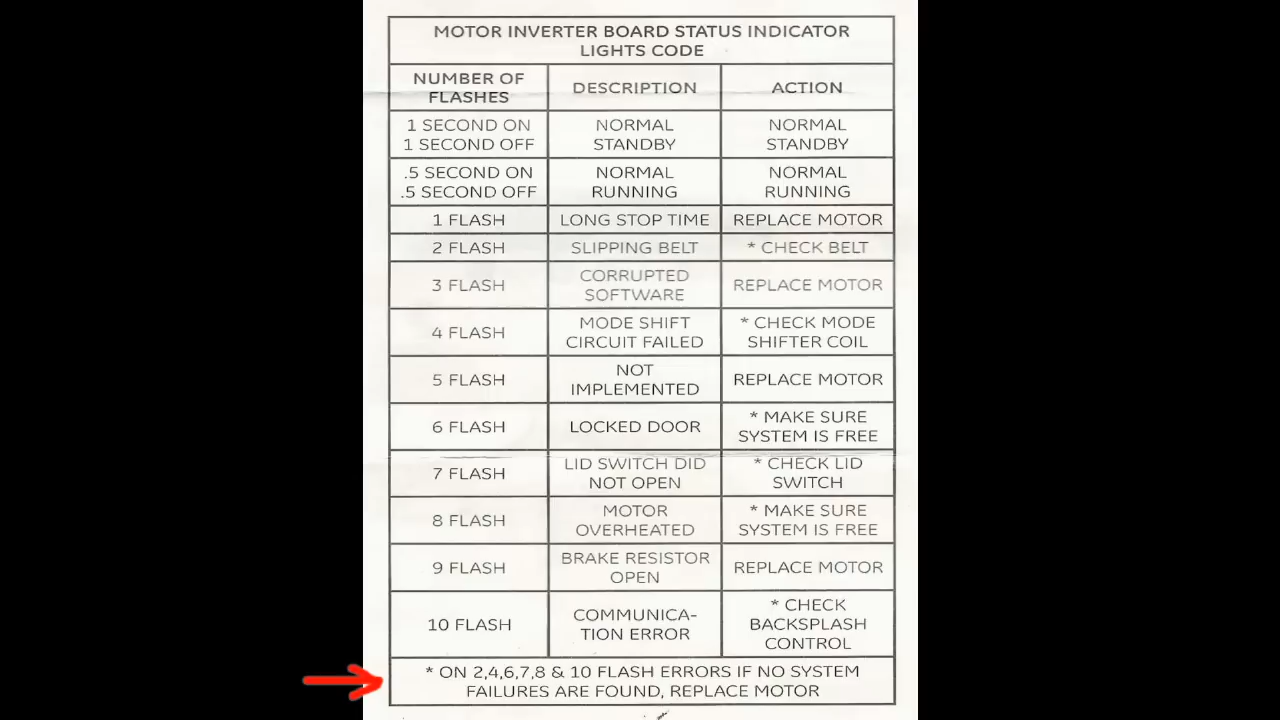 MOTOR INVERTER BOARD STATUS INDICATOR
LIGHTS CODE
NUMBER OF
FLASHES
DESCRIPTION
ACTION
1 SECOND ON
1 SECOND OFF
NORMAL
STANDBY
NORMAL
STANDBY
.5 SECOND ON
.5 SECOND OFF
NORMAL
RUNNING
NORMAL
RUNNING
1 FLASH
LONG STOP TIME
REPLACE MOTOR
2 FLASH
SLIPPING BELT
* CHECK BELT
3 FLASH
CORRUPTED
SOFTWARE
REPLACE MOTOR
4 FLASH
MODE SHIFT
CIRCUIT FAILED
* CHECK MODE
SHIFTER COIL
5 FLASH
NOT
IMPLEMENTED
REPLACE MOTOR
6 FLASH
LOCKED DOOR
* MAKE SURE
SYSTEM IS FREE
7 FLASH
LID SWITCH DID
NOT OPEN
* CHECK LID
SWITCH
8 FLASH
MOTOR
OVERHEATED
* MAKE SURE
SYSTEM IS FREE
9 FLASH
BRAKE RESISTOR
OPEN
REPLACE MOTOR
10 FLASH
COMMUNICA-
TION ERROR
* CHECK
BACKSPLASH
CONTROL
* ON 2,4,6,7,8 & 10 FLASH ERRORS IF NO SYSTEM
FAILURES ARE FOUND, REPLACE MOTOR